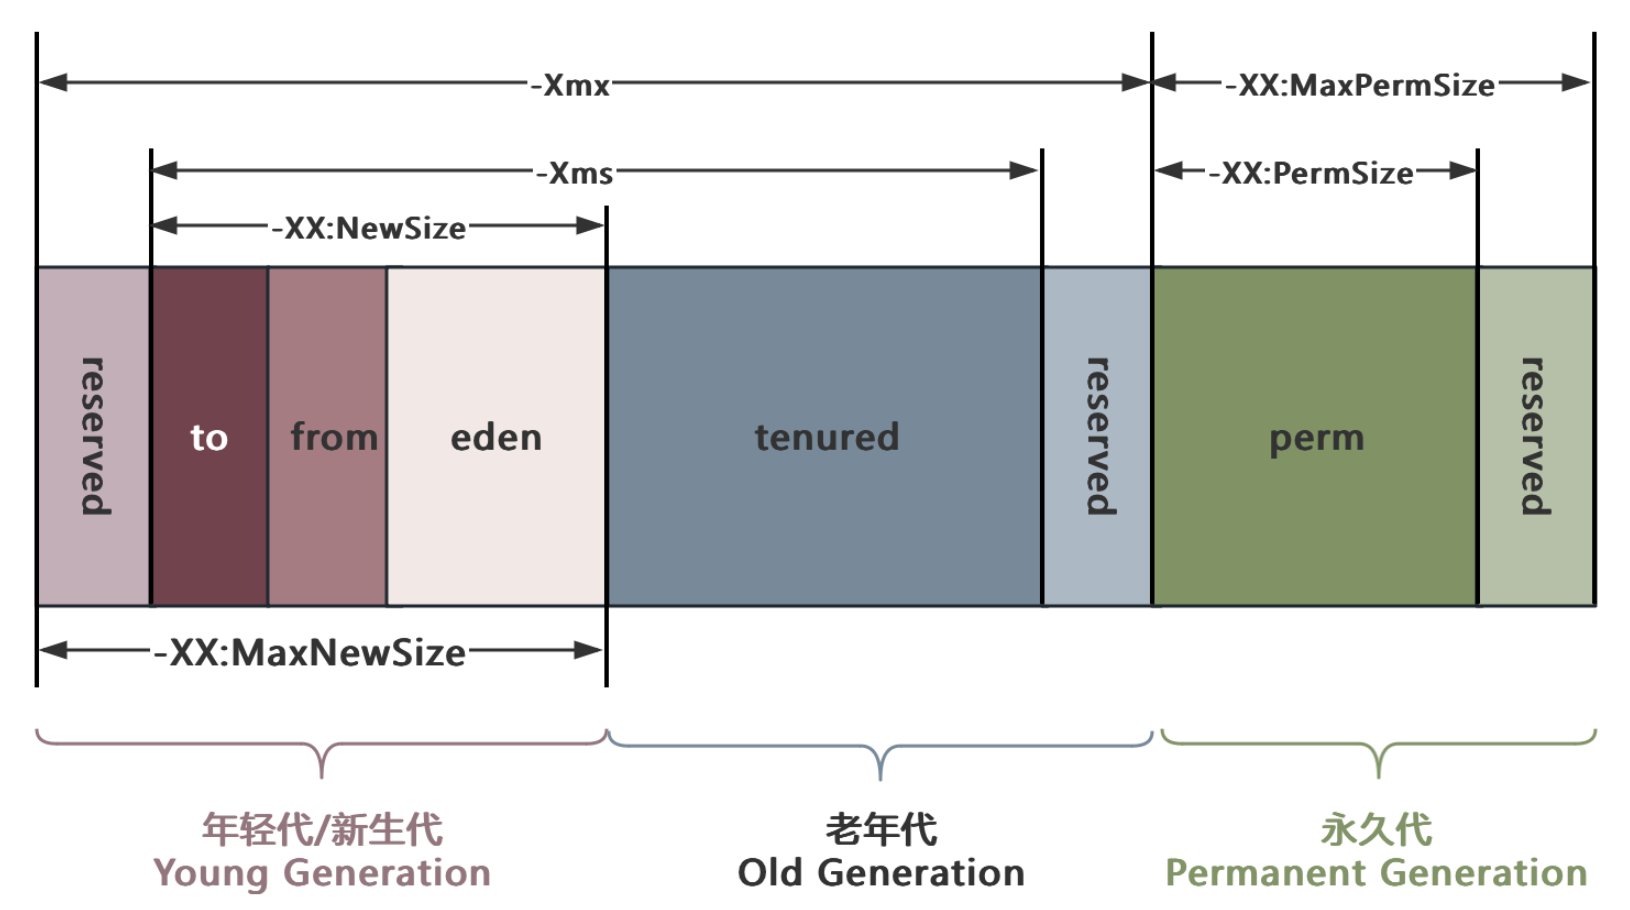 -Xmx
-XX:MaxPermSize
-Xms
-XX:PermSize
-XX:NewSize
reserved
to
from
eden
tenured
reserved
perm
reserved
-XX:MaxNewSize
年轻代/新生代
Young Generation
老年代
Old Generation
永久代
Permanent Generation